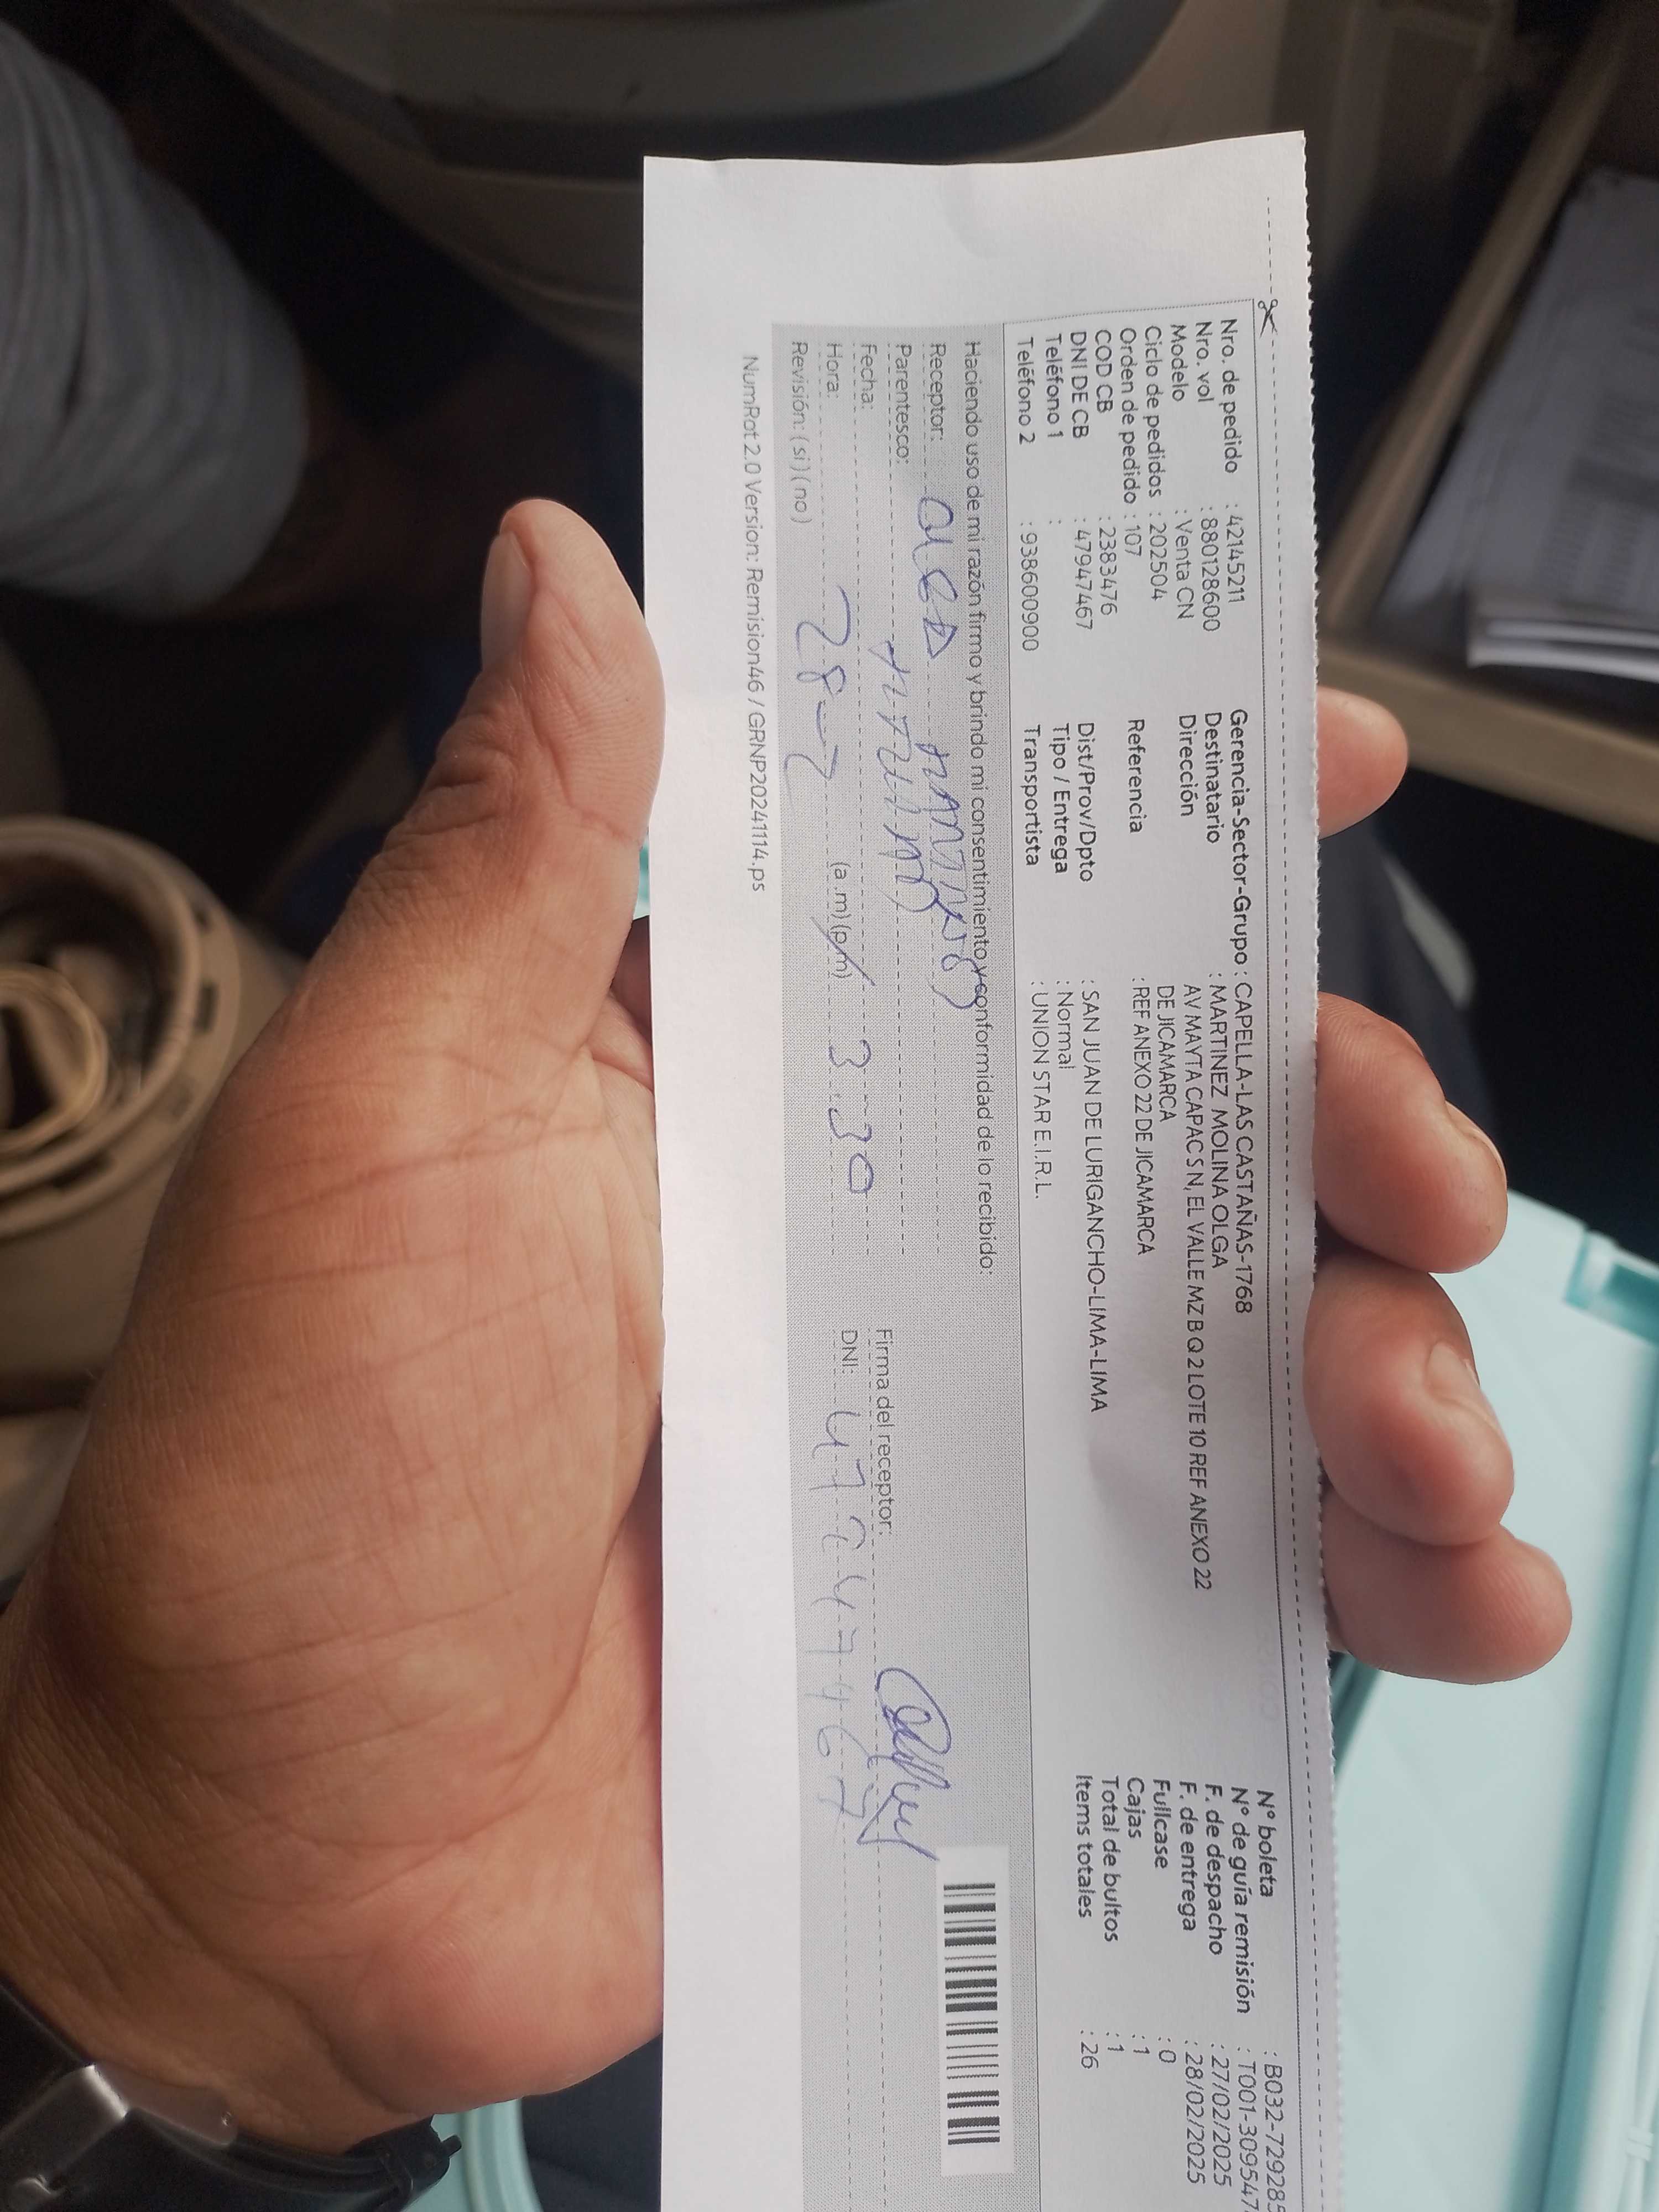 Nro. de pedido : 42145211
Nro. vol : 880128600
Modelo : Venta CN
Ciclo de pedidos : 202504
Orden de pedido : 107
COD CB : 2383476
DNI DE CB : 47947467
Teléfono 1 :
Teléfono 2 : 938600900
Gerencia-Sector-Grupo : CAPELLA-LAS CASTAÑAS-1768
Destinatario : MARTINEZ MOLINA OLGA
Dirección AV MAYTA CAPAC S N, EL VALLE MZ B Q 2 LOTE 10 REF ANEXO 22
DE JICAMARCA
Referencia : REF ANEXO 22 DE JICAMARCA
Dist/Prov/Dpto : SAN JUAN DE LURIGANCHO-LIMA-LIMA
Tipo / Entrega : Normal
Transportista : UNION STAR E.I.R.L.
N° boleta : B032-729285
N° de guía remisión : T001-309547
F. de despacho : 27/02/2025
F. de entrega : 28/02/2025
Fullcase : 0
Cajas : 1
Total de bultos : 1
Items totales : 26
Haciendo uso de mi razón firmo y brindo mi consentimiento y conformidad de lo recibido:
Receptor:
Parentesco:
Fecha:
Hora: 28-2 (a.m) (p.m) 3 30
Revisión: ( si ) ( no )
Firma del receptor:
DNI: 47947467
NumRot 2.0 Version: Remision46 / GRNP20241114.ps